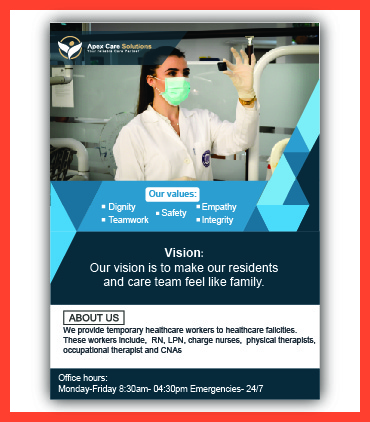 Apex Care Solutions
Your Reliable Care Partner
Our values:
Dignity
Safety
Empathy
Teamwork
Integrity
Vision:
Our vision is to make our residents
and care team feel like family.
ABOUT US
We provide temporary healthcare workers to healthcare falicities.
These workers include, RN, LPN, charge nurses, physical therapists,
occupational therapist and CNAs
Office hours:
Monday-Friday 8:30am- 04:30pm Emergencies- 24/7